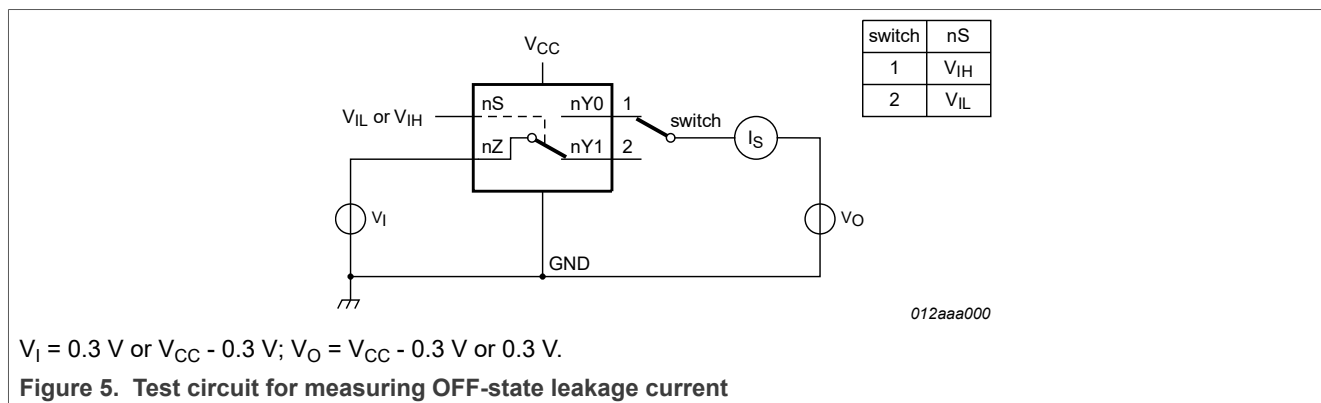 switch nS
1 VIH
2 VIL
VCC
VIL or VIH
nS
nY0
1
switch
IS
nZ
nY1
2
VI
VO
GND
012aaa000
VI = 0.3 V or VCC - 0.3 V; VO = VCC - 0.3 V or 0.3 V.
Figure 5. Test circuit for measuring OFF-state leakage current